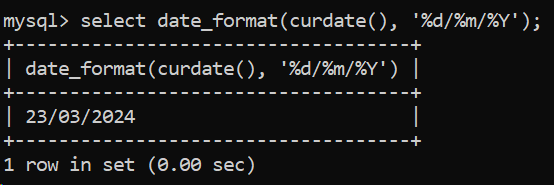 mysql> select date_format(curdate(), '%d/%m/%Y');
+-----------------------------------+
| date_format(curdate(), '%d/%m/%Y') |
+-----------------------------------+
| 23/03/2024                         |
+-----------------------------------+
1 row in set (0.00 sec)